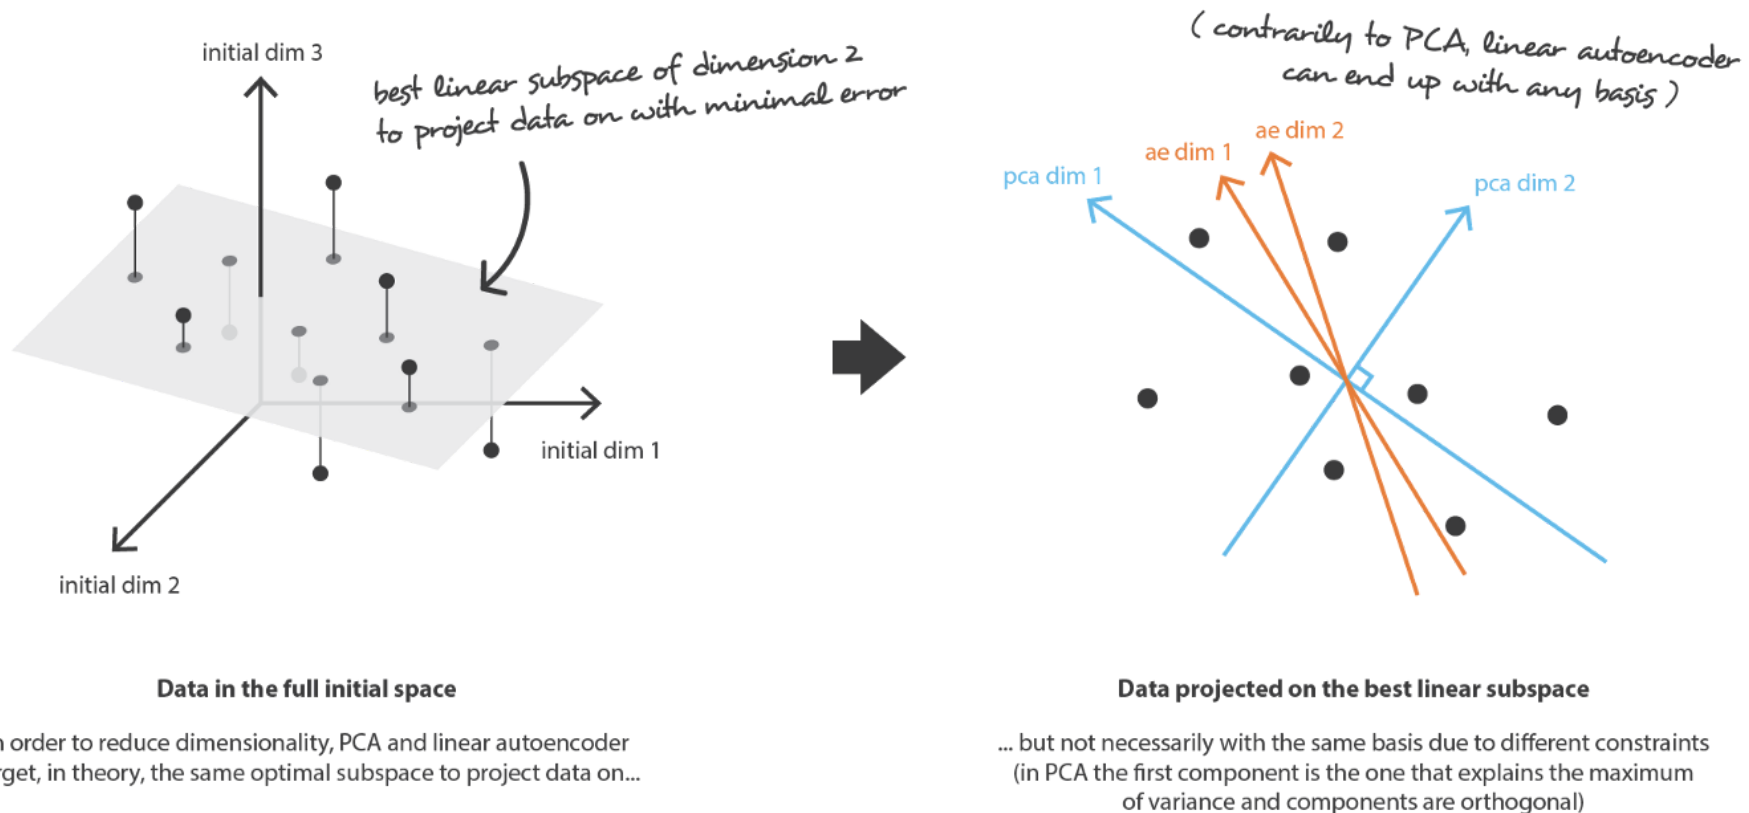 initial dim 3
best linear subspace of dimension 2
to project data on with minimal error
initial dim 1
initial dim 2
Data in the full initial space
order to reduce dimensionality, PCA and linear autoencoder
, in theory, the same optimal subspace to project data on...
(contrarily to PCA, linear autoencoder
can end up with any basis)
pca dim 1
ae dim 1
ae dim 2
pca dim 2
Data projected on the best linear subspace
... but not necessarily with the same basis due to different constraints
(in PCA the first component is the one that explains the maximum
of variance and components are orthogonal)